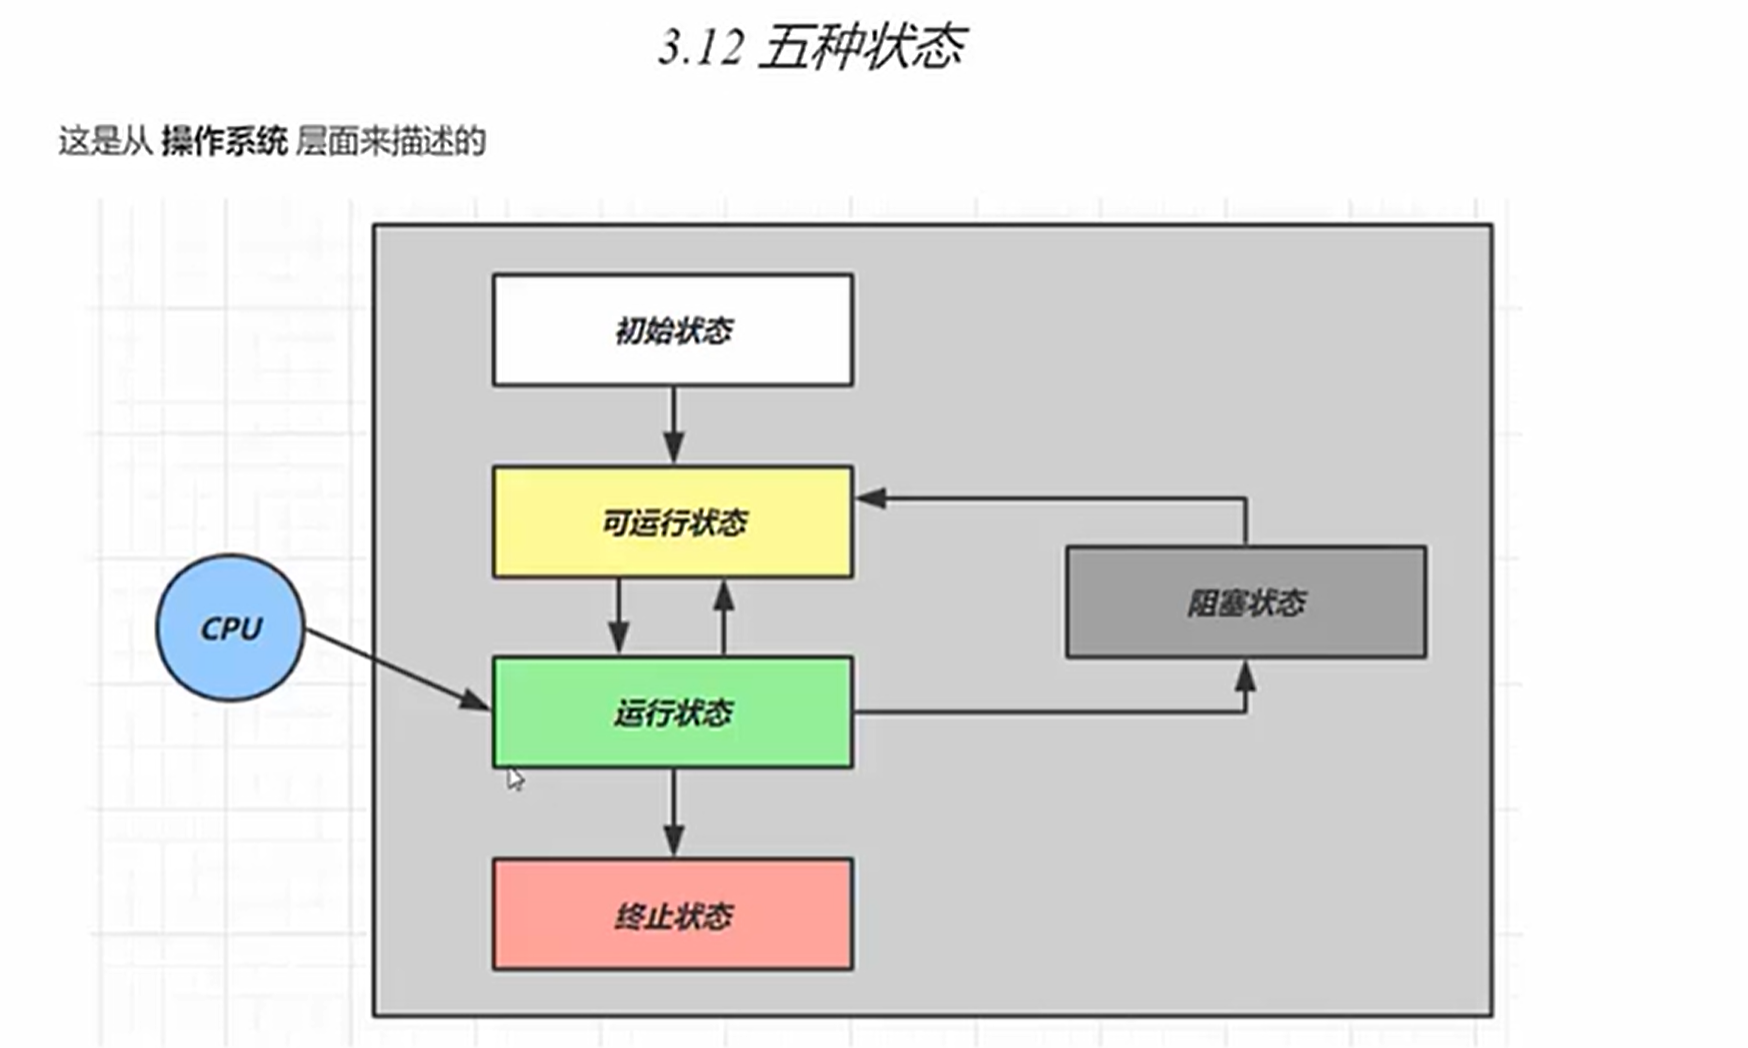 3.12 五种状态
这是从 操作系统 层面来描述的
初始状态
可运行状态
阻塞状态
CPU
运行状态
终止状态